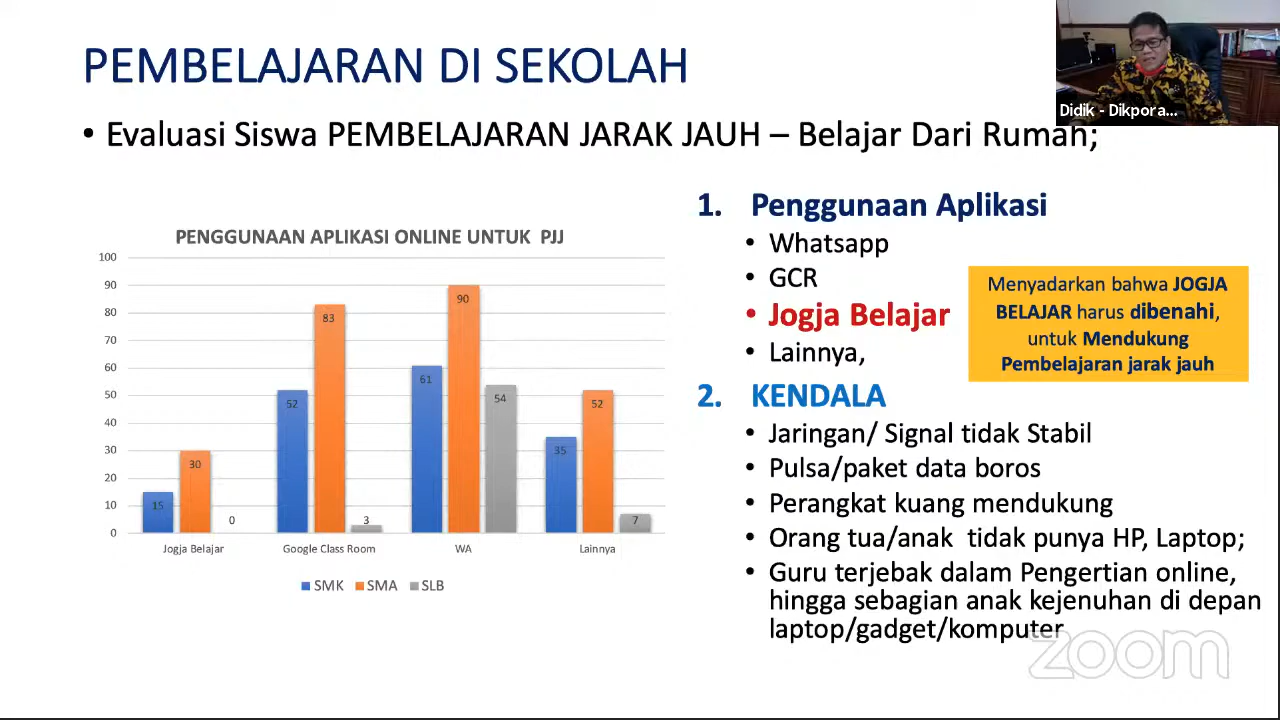 PEMBELAJARAN DI SEKOLAH
Didik - Dikpora...
• Evaluasi Siswa PEMBELAJARAN JARAK JAUH – Belajar Dari Rumah;
PENGGUNAAN APLIKASI ONLINE UNTUK PJJ
100
90
80
70
60
50
40
30
20
10
0
15
30
0
52
83
3
61
90
54
35
52
7
Jogja Belajar
Google Class Room
WA
Lainnya
SMK
SMA
SLB
1. Penggunaan Aplikasi
• Whatsapp
• GCR
• Jogja Belajar
• Lainnya,
Menyadarkan bahwa JOGJA
BELAJAR harus dibenahi,
untuk Mendukung
Pembelajaran jarak jauh
2. KENDALA
• Jaringan/ Signal tidak Stabil
• Pulsa/paket data boros
• Perangkat kuang mendukung
• Orang tua/anak tidak punya HP, Laptop;
• Guru terjebak dalam Pengertian online,
hingga sebagian anak kejenuhan di depan
laptop/gadget/komputer
zoom